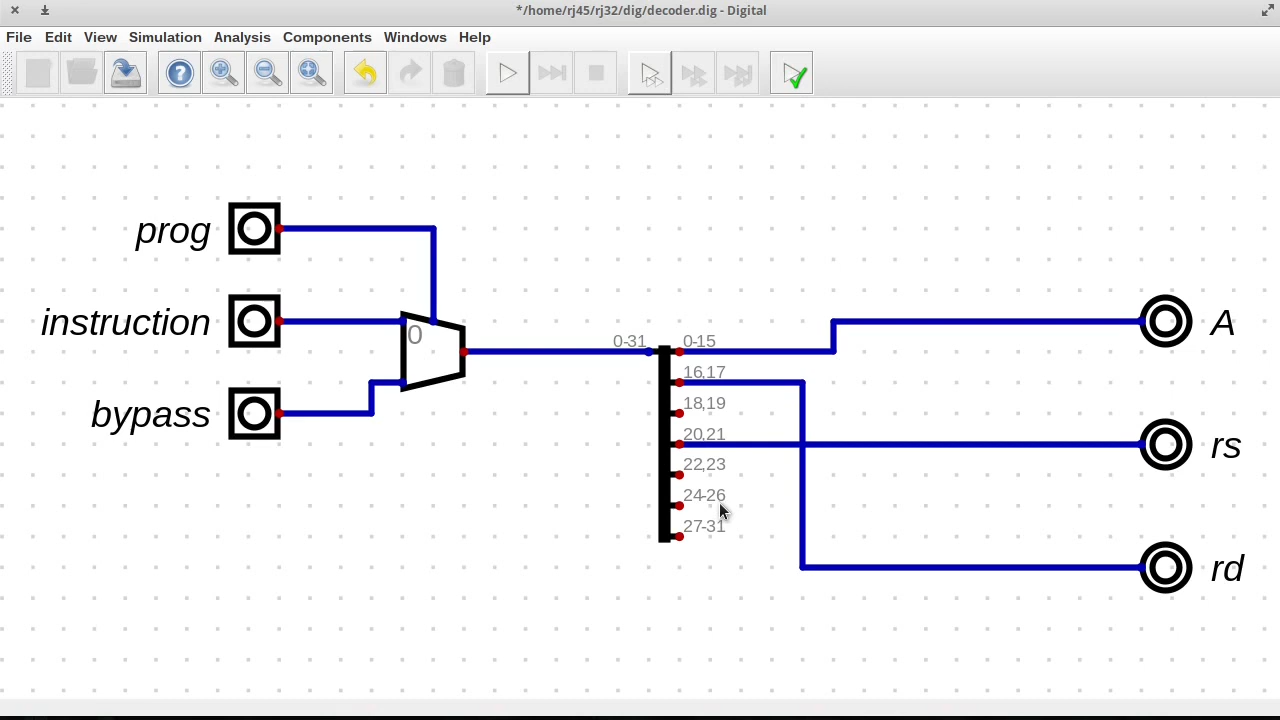 */home/rj45/rj32/dig/decoder.dig - Digital
File Edit View Simulation Analysis Components Windows Help
prog
instruction
bypass
0
0-31
0-15
16,17
18,19
20,21
22,23
24-26
27-31
A
rs
rd